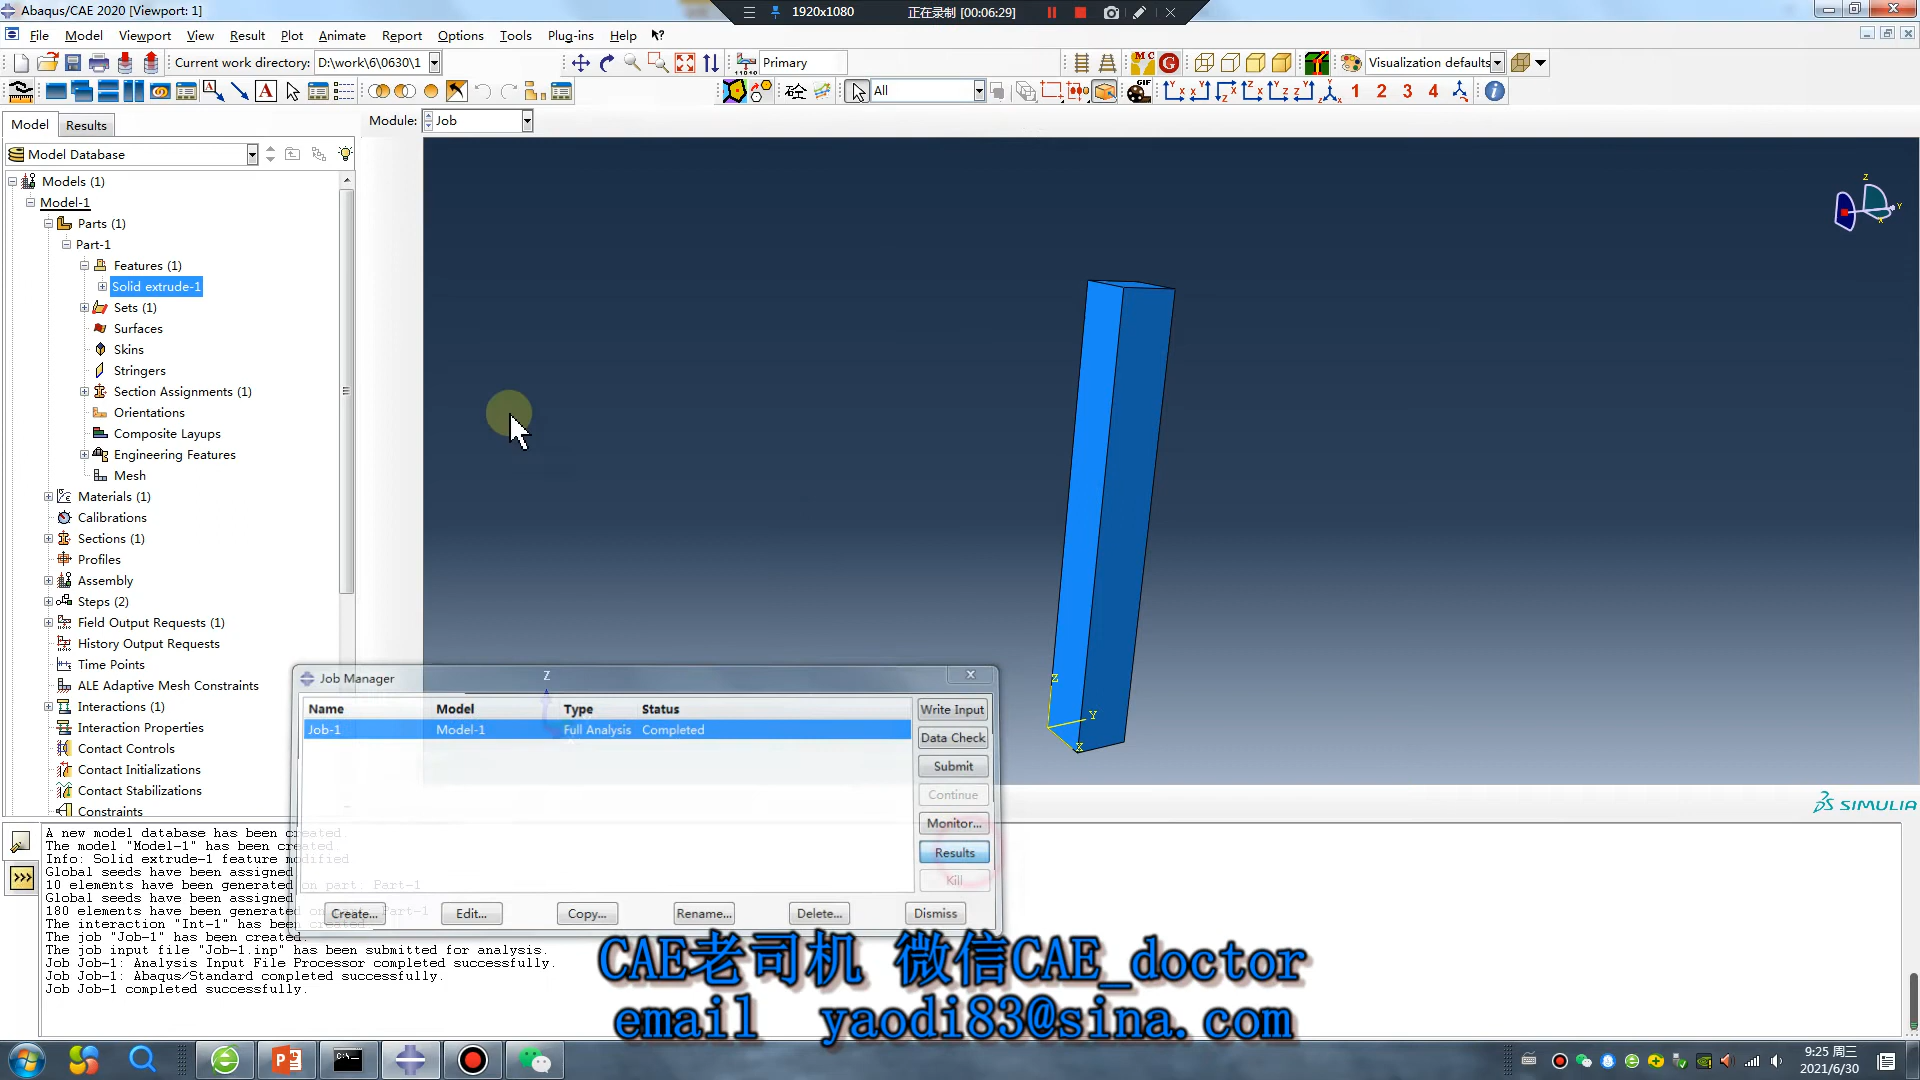 Abaqus/CAE 2020 [Viewport: 1]
1920x1080
正在录制 [00:06:29]
File Model Viewport View Result Plot Animate Report Options Tools Plug-ins Help
Current work directory: D:\work\6\0630\1
Primary
Visualization defaults
All
1 2 3 4
Model Results
Module: Job
Model Database
Models (1)
Model-1
Parts (1)
Part-1
Features (1)
Solid extrude-1
Sets (1)
Surfaces
Skins
Stringers
Section Assignments (1)
Orientations
Composite Layups
Engineering Features
Mesh
Materials (1)
Calibrations
Sections (1)
Profiles
Assembly
Steps (2)
Field Output Requests (1)
History Output Requests
Time Points
ALE Adaptive Mesh Constraints
Interactions (1)
Interaction Properties
Contact Controls
Contact Initializations
Contact Stabilizations
Constraints
Z
Y
X
Z
Y
X
Job Manager
Z
Name Model Type Status
Job-1 Model-1 Full Analysis Completed
Write Input
Data Check
Submit
Continue
Monitor...
Results
Kill
Create... Edit... Copy... Rename... Delete... Dismiss
SIMULIA
A new model database has been created.
The model "Model-1" has been created.
Info: Solid extrude-1 feature modified
Global seeds have been assigned
10 elements have been generated on part: Part-1
Global seeds have been assigned
180 elements have been generated on part: Part-1
The interaction "Int-1" has been created
The job "Job-1" has been created.
The job input file "Job-1.inp" has been submitted for analysis.
Job Job-1: Analysis Input File Processor completed successfully.
Job Job-1: Abaqus/Standard completed successfully.
Job Job-1 completed successfully.
CAE老司机 微信CAE_doctor
email yaodi83@sina.com
9:25 周三
2021/6/30